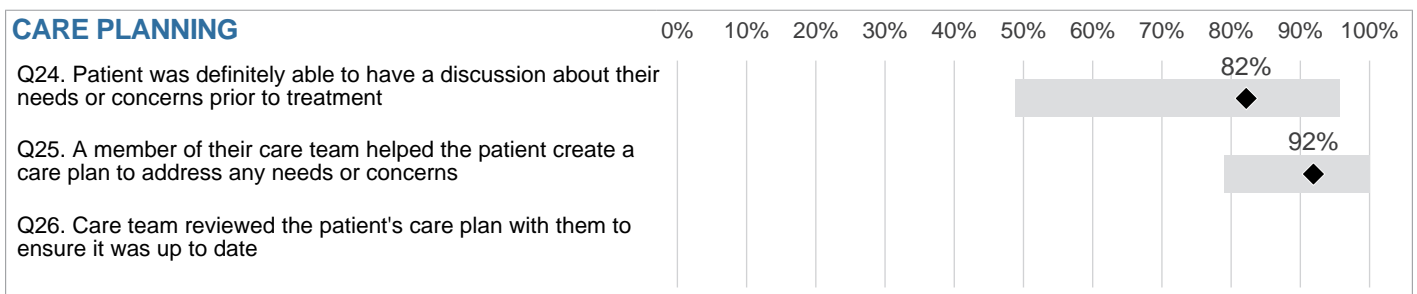 CARE PLANNING 0% 10% 20% 30% 40% 50% 60% 70% 80% 90% 100%
Q24. Patient was definitely able to have a discussion about their
needs or concerns prior to treatment
82%
Q25. A member of their care team helped the patient create a
care plan to address any needs or concerns
92%
Q26. Care team reviewed the patient's care plan with them to
ensure it was up to date